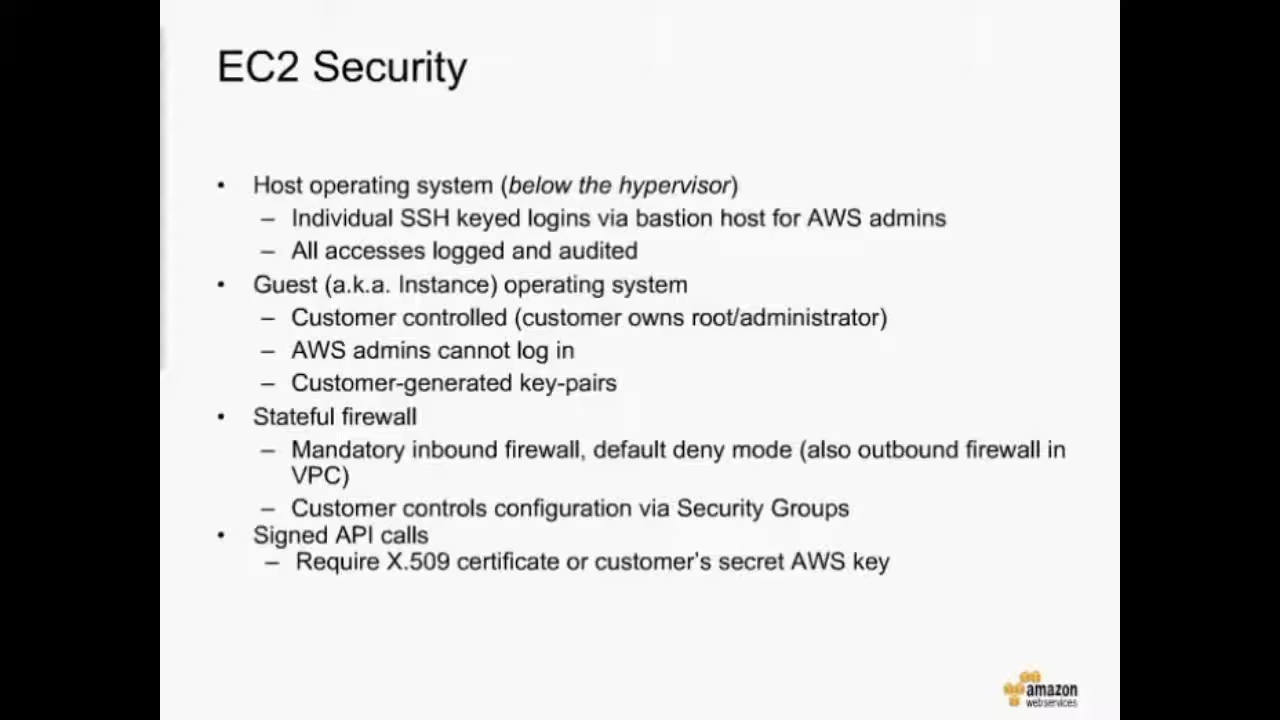 EC2 Security
• Host operating system (below the hypervisor)
– Individual SSH keyed logins via bastion host for AWS admins
– All accesses logged and audited
• Guest (a.k.a. Instance) operating system
– Customer controlled (customer owns root/administrator)
– AWS admins cannot log in
– Customer-generated key-pairs
• Stateful firewall
– Mandatory inbound firewall, default deny mode (also outbound firewall in
VPC)
– Customer controls configuration via Security Groups
• Signed API calls
– Require X.509 certificate or customer's secret AWS key
amazon
webservices